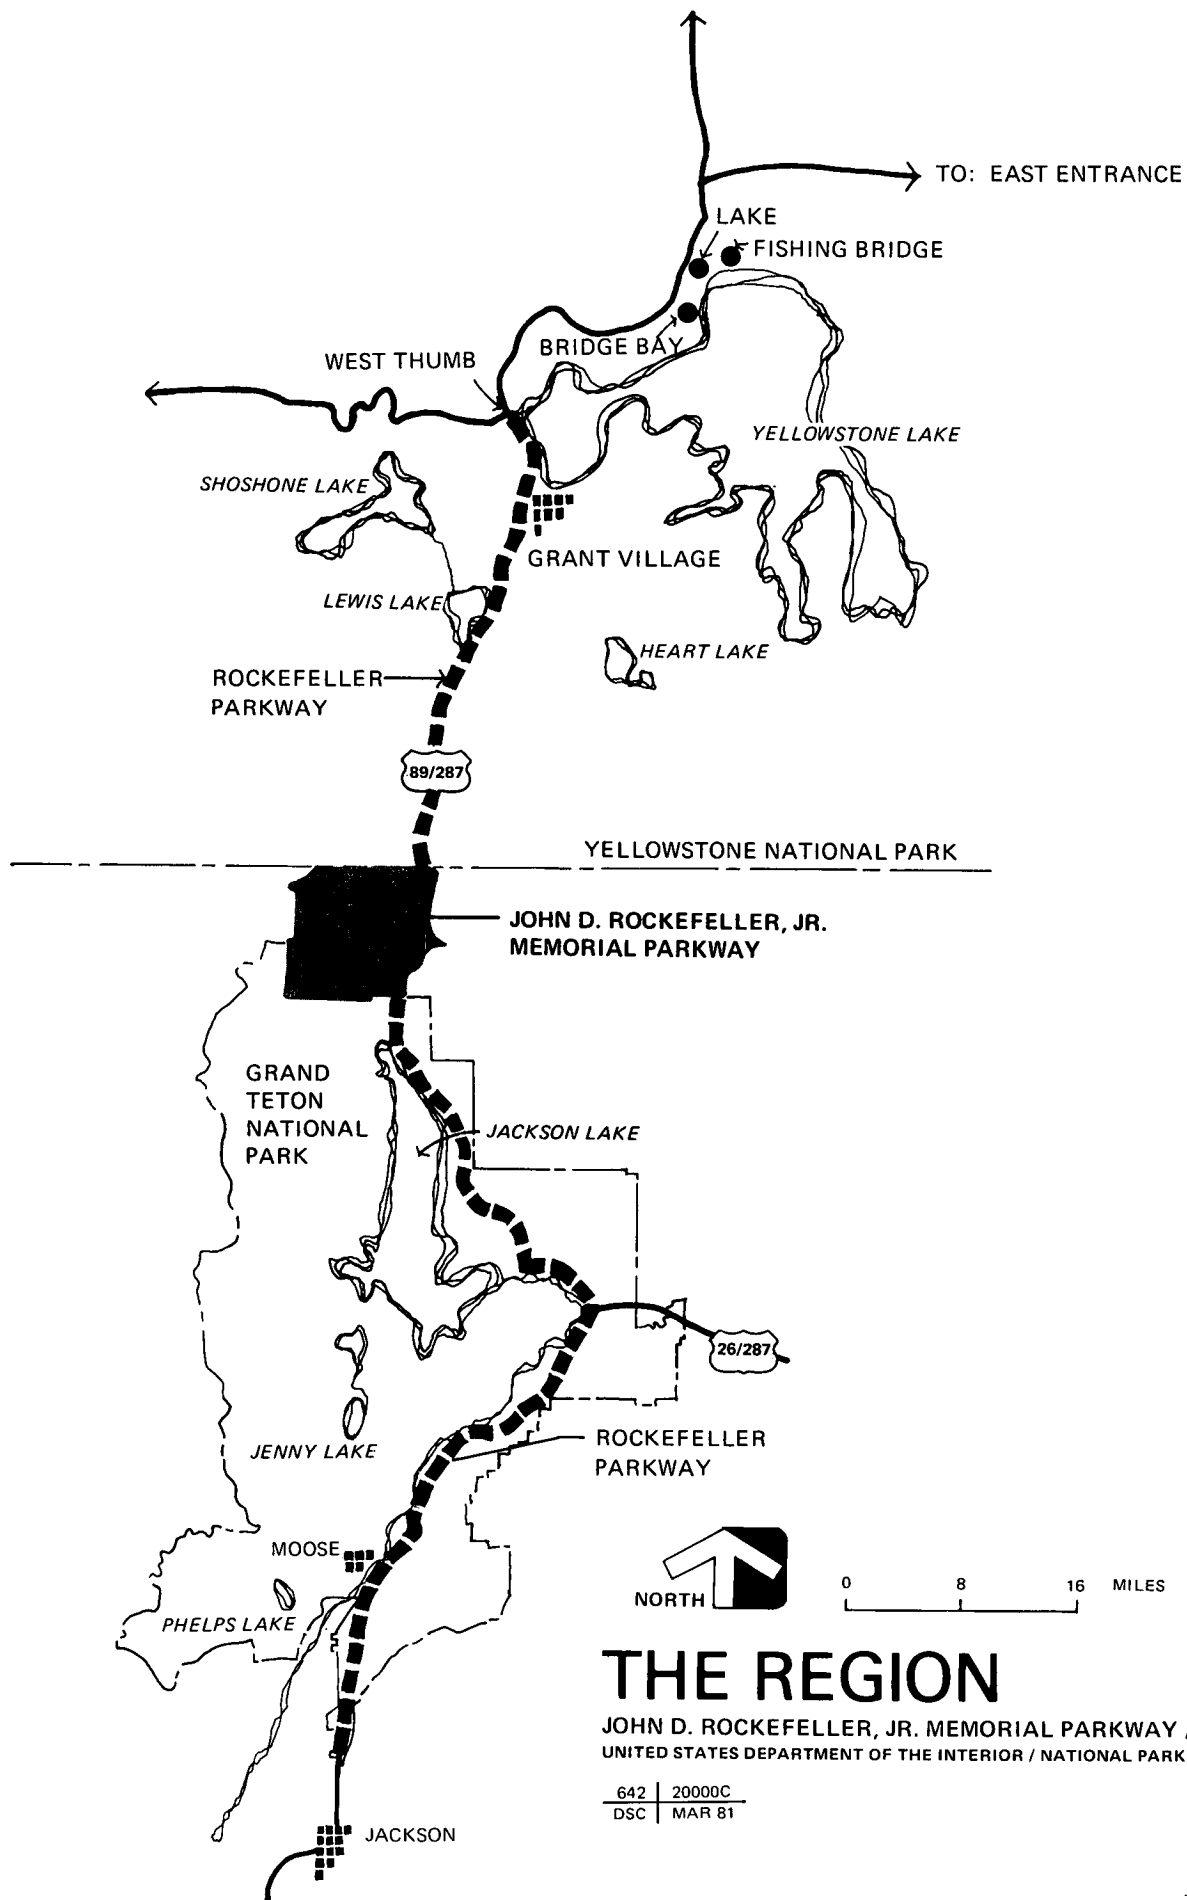 TO: EAST ENTRANCE
LAKE
FISHING BRIDGE
BRIDGE BAY
WEST THUMB
YELLOWSTONE LAKE
SHOSHONE LAKE
GRANT VILLAGE
LEWIS LAKE
HEART LAKE
ROCKEFELLER
PARKWAY
89/287
YELLOWSTONE NATIONAL PARK
JOHN D. ROCKEFELLER, JR.
MEMORIAL PARKWAY
GRAND
TETON
NATIONAL
PARK
JACKSON LAKE
26/287
JENNY LAKE
ROCKEFELLER
PARKWAY
MOOSE
PHELPS LAKE
NORTH
0 8 16 MILES
THE REGION
JOHN D. ROCKEFELLER, JR. MEMORIAL PARKWAY /
UNITED STATES DEPARTMENT OF THE INTERIOR / NATIONAL PARK
642 | 20000C
DSC | MAR 81
JACKSON